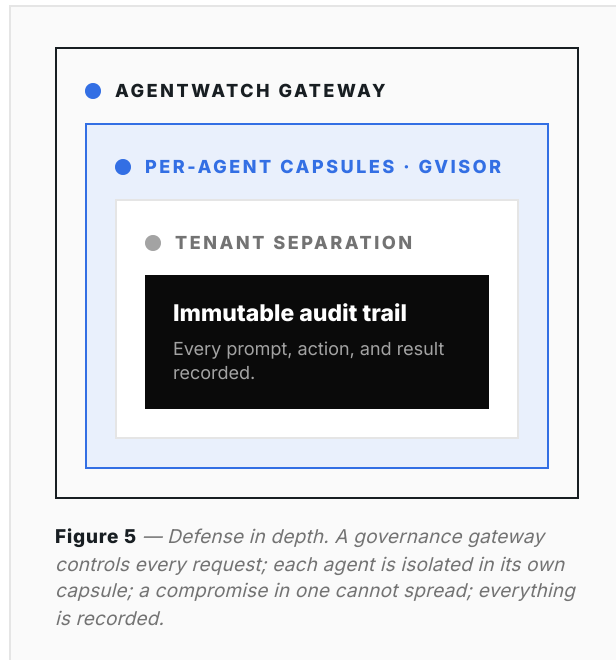 AGENTWATCH GATEWAY
PER-AGENT CAPSULES · GVISOR
TENANT SEPARATION
Immutable audit trail
Every prompt, action, and result
recorded.
Figure 5 — Defense in depth. A governance gateway
controls every request; each agent is isolated in its own
capsule; a compromise in one cannot spread; everything
is recorded.